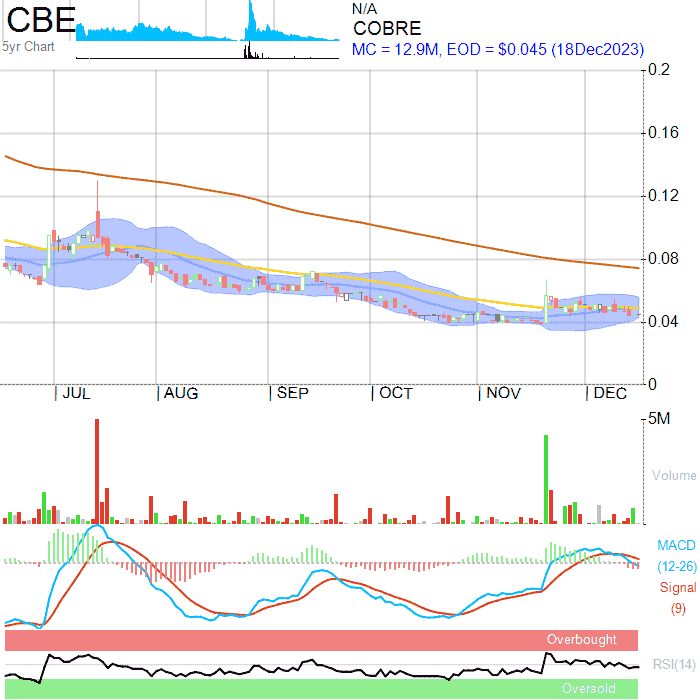 CBE
5yr Chart
N/A
COBRE
MC = 12.9M, EOD = $0.045 (18Dec2023)
0.2
0.16
0.12
0.08
0.04
0
JUL AUG SEP OCT NOV DEC
5M
Volume
MACD
(12-26)
Signal
(9)
Overbought
RSI(14)
Oversold